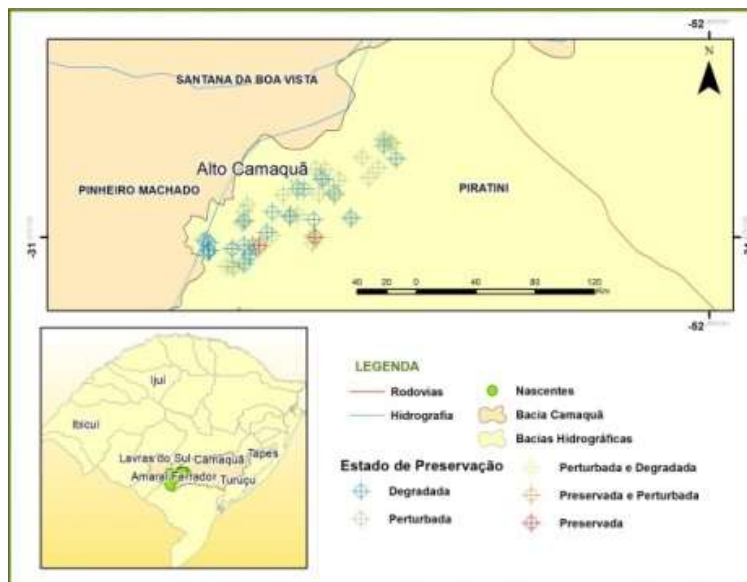 -52
N
SANTANA DA BOA VISTA
Alto Camaquã
PINHEIRO MACHADO
PIRATINI
-31
40 20 0 40 80 120
Km
-52
Ijuí
Ibicuí
Lavras do Sul Camaquã Tapes
Amaral Ferrador Turuçu
LEGENDA
Rodovias
Hidrografia
Nascentes
Bacia Camaquã
Bacias Hidrográficas
Estado de Preservação
Degradada
Perturbada
Perturbada e Degradada
Preservada e Perturbada
Preservada